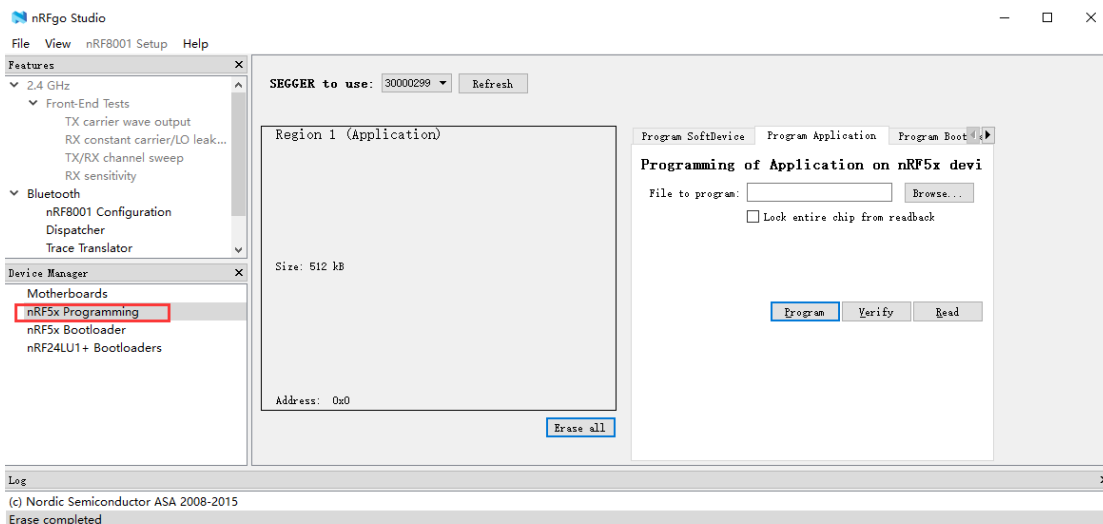 nRFgo Studio
File View nRF8001 Setup Help
Features
2.4 GHz
Front-End Tests
TX carrier wave output
RX constant carrier/LO leak...
TX/RX channel sweep
RX sensitivity
Bluetooth
nRF8001 Configuration
Dispatcher
Trace Translator
Device Manager
Motherboards
nRF5x Programming
nRF5x Bootloader
nRF24LU1+ Bootloaders
SEGGER to use: 30000299 Refresh
Region 1 (Application)
Size: 512 kB
Address: 0x0
Erase all
Program SoftDevice Program Application Program Boot
Programming of Application on nRF5x devi
File to program: Browse...
Lock entire chip from readback
Program Verify Read
Log
(c) Nordic Semiconductor ASA 2008-2015
Erase completed